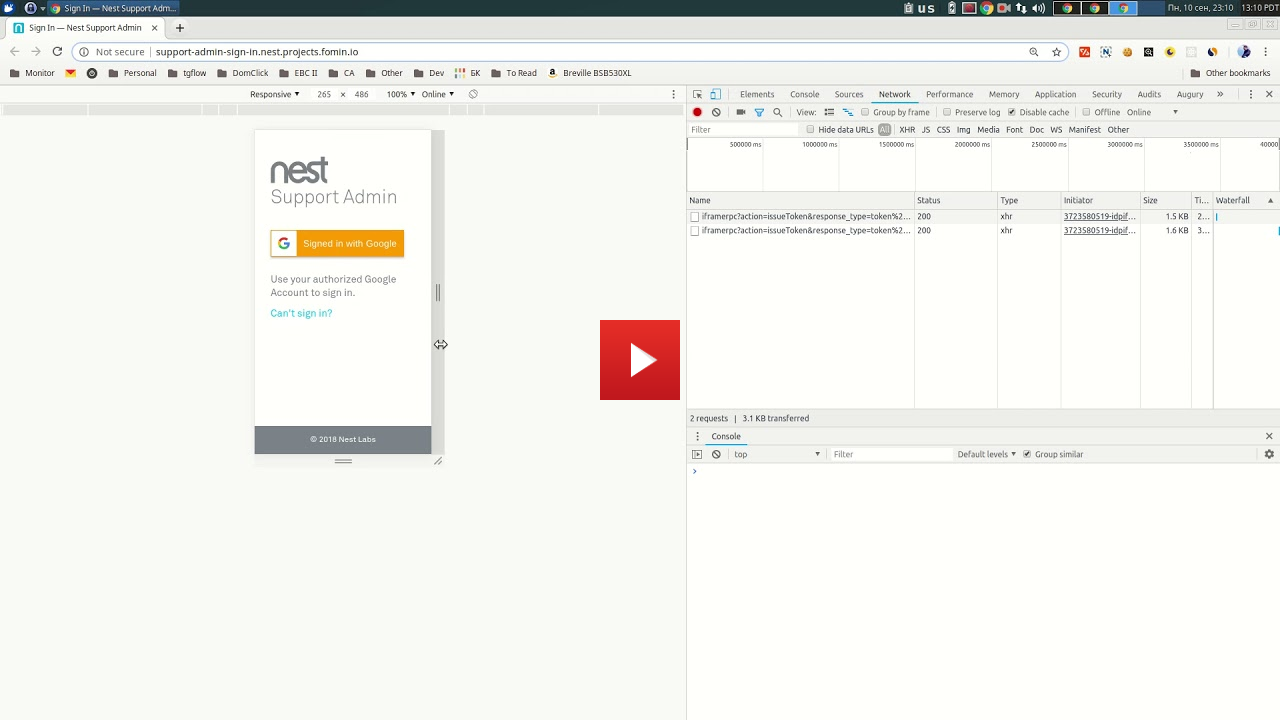 Sign In — Nest Support Adm...
us
Пн, 10 сен, 23:10
13:10 PDT
Sign In — Nest Support Admin
Not secure | support-admin-sign-in.nest.projects.fomin.io
Monitor Personal tgflow DomClick EBC II CA Other Dev БК To Read Breville BSB530XL Other bookmarks
Responsive 265 × 486 100% Online
Elements Console Sources Network Performance Memory Application Security Audits Augury
View: Group by frame Preserve log Disable cache Offline Online
Filter Hide data URLs All XHR JS CSS Img Media Font Doc WS Manifest Other
500000 ms 1000000 ms 1500000 ms 2000000 ms 2500000 ms 3000000 ms 3500000 ms 40000
Name Status Type Initiator Size Ti... Waterfall
iframerpc?action=issueToken&response_type=token%2... 200 xhr 3723580519-idpif... 1.5 KB 2...
iframerpc?action=issueToken&response_type=token%2... 200 xhr 3723580519-idpif... 1.6 KB 3...
nest
Support Admin
Signed in with Google
Use your authorized Google
Account to sign in.
Can't sign in?
© 2018 Nest Labs
2 requests | 3.1 KB transferred
Console
top Filter Default levels Group similar